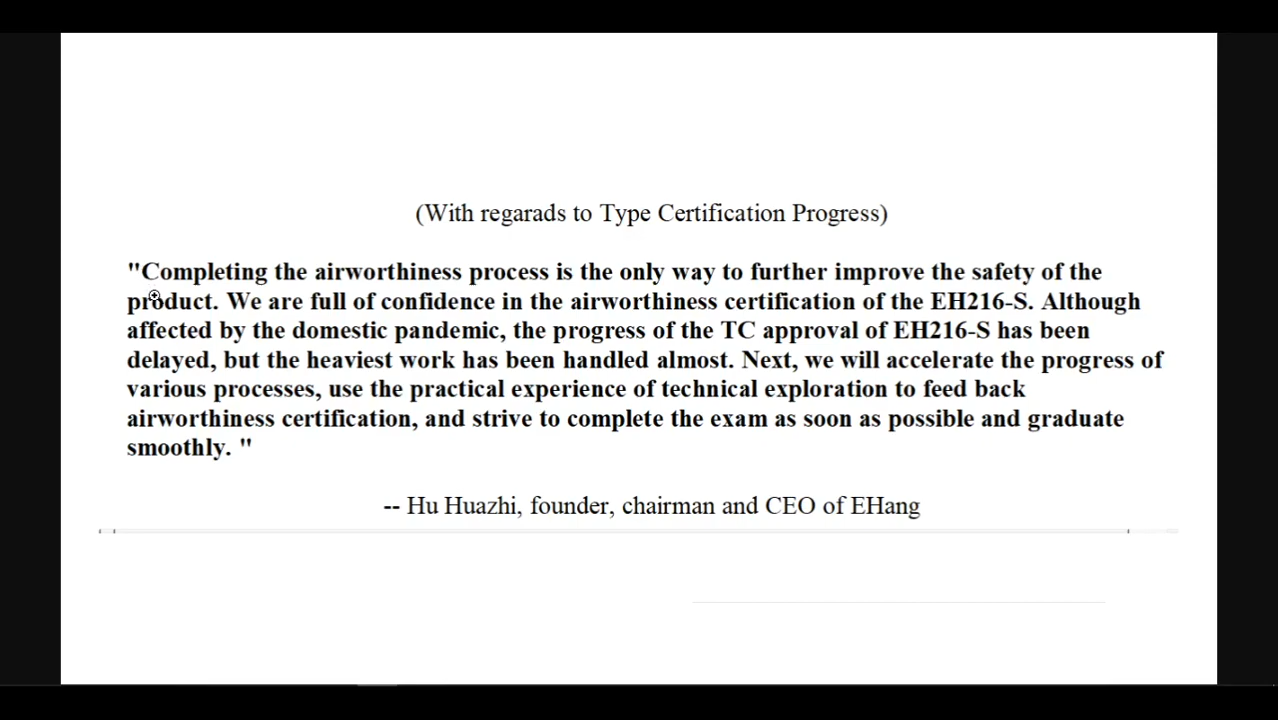 (With regarads to Type Certification Progress)
"Completing the airworthiness process is the only way to further improve the safety of the
product. We are full of confidence in the airworthiness certification of the EH216-S. Although
affected by the domestic pandemic, the progress of the TC approval of EH216-S has been
delayed, but the heaviest work has been handled almost. Next, we will accelerate the progress of
various processes, use the practical experience of technical exploration to feed back
airworthiness certification, and strive to complete the exam as soon as possible and graduate
smoothly. "
-- Hu Huazhi, founder, chairman and CEO of EHang